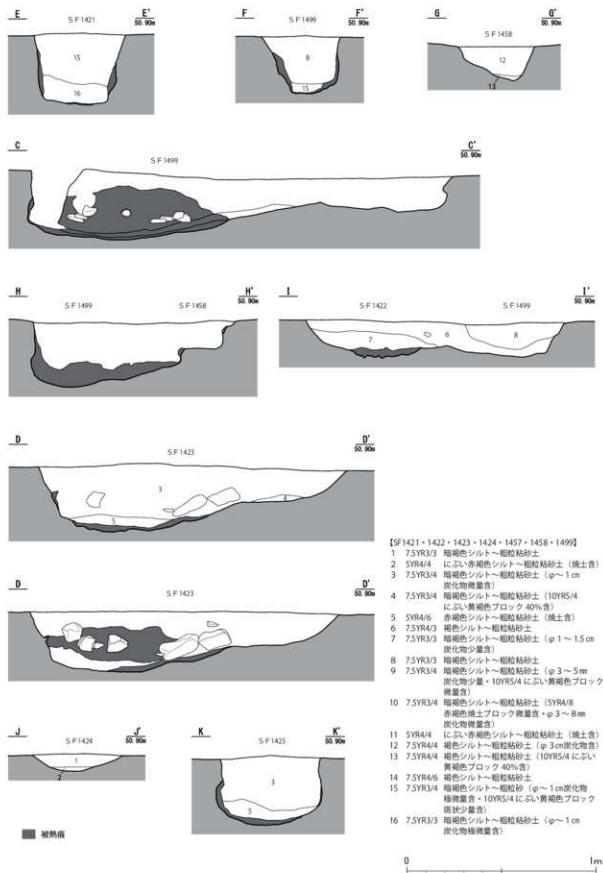 E SF1421 E' 50.90m
F SF1499 F' 50.90m
G SF1458 G' 50.90m
15
16
8
15
12
13
C SF1499 C' 50.90m
H SF1499 SF1458 H' 50.90m
I SF1422 SF1499 I' 50.90m
7 6 8
D SF1423 D' 50.90m
3
4
5
D SF1423 D' 50.90m
J SF1424 J' 50.90m
1
2
K SF1423 K' 50.90m
3
5
被熱痕
【SF1421・1422・1423・1424・1457・1458・1499】
1 7.5YR3/3 暗褐色シルト～粗粒粘砂土
2 5YR4/4 にぶい赤褐色シルト～粗粒粘砂土（焼土含）
3 7.5YR3/4 暗褐色シルト～粗粒粘砂土（φ～1㎝
炭化物微量含）
4 7.5YR3/4 暗褐色シルト～粗粒粘砂土（10YR5/4
にぶい黄褐色ブロック 40%含）
5 5YR4/6 赤褐色シルト～粗粒粘砂土（焼土含）
6 7.5YR4/3 褐色シルト～粗粒粘砂土
7 7.5YR3/3 暗褐色シルト～粗粒粘砂土（φ1～1.5㎝
炭化物少量含）
8 7.5YR3/3 暗褐色シルト～粗粒粘砂土
9 7.5YR3/4 暗褐色シルト～粗粒粘砂土（φ3～5㎜
炭化物少量・10YR5/4 にぶい黄褐色ブロック
微量含）
10 7.5YR3/4 暗褐色シルト～粗粒粘砂土（5YR4/8
赤褐色焼土ブロック微量含・φ3～8㎜
炭化物微量含）
11 5YR4/4 にぶい赤褐色シルト～粗粒粘砂土（焼土含）
12 7.5YR4/4 褐色シルト～粗粒粘砂土（φ3㎝炭化物含）
13 7.5YR4/4 褐色シルト～粗粒粘砂土（10YR5/4 にぶい
黄褐色ブロック 40%含）
14 7.5YR4/6 褐色シルト～粗粒粘砂土
15 7.5YR3/4 暗褐色シルト～粗粒砂（φ～1㎝炭化物
極微量含・10YR5/4 にぶい黄褐色ブロック
斑状少量含）
16 7.5YR3/3 暗褐色シルト～粗粒粘砂土（φ～1㎝
炭化物極微量含）
0 1m